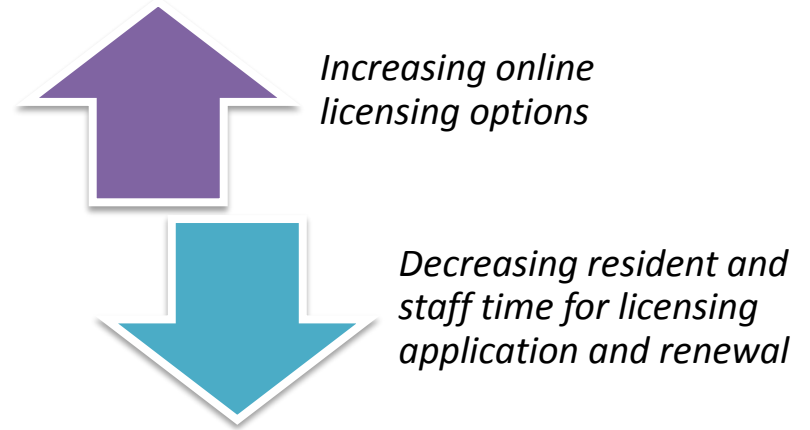 Increasing online
licensing options
Decreasing resident and
staff time for licensing
application and renewal